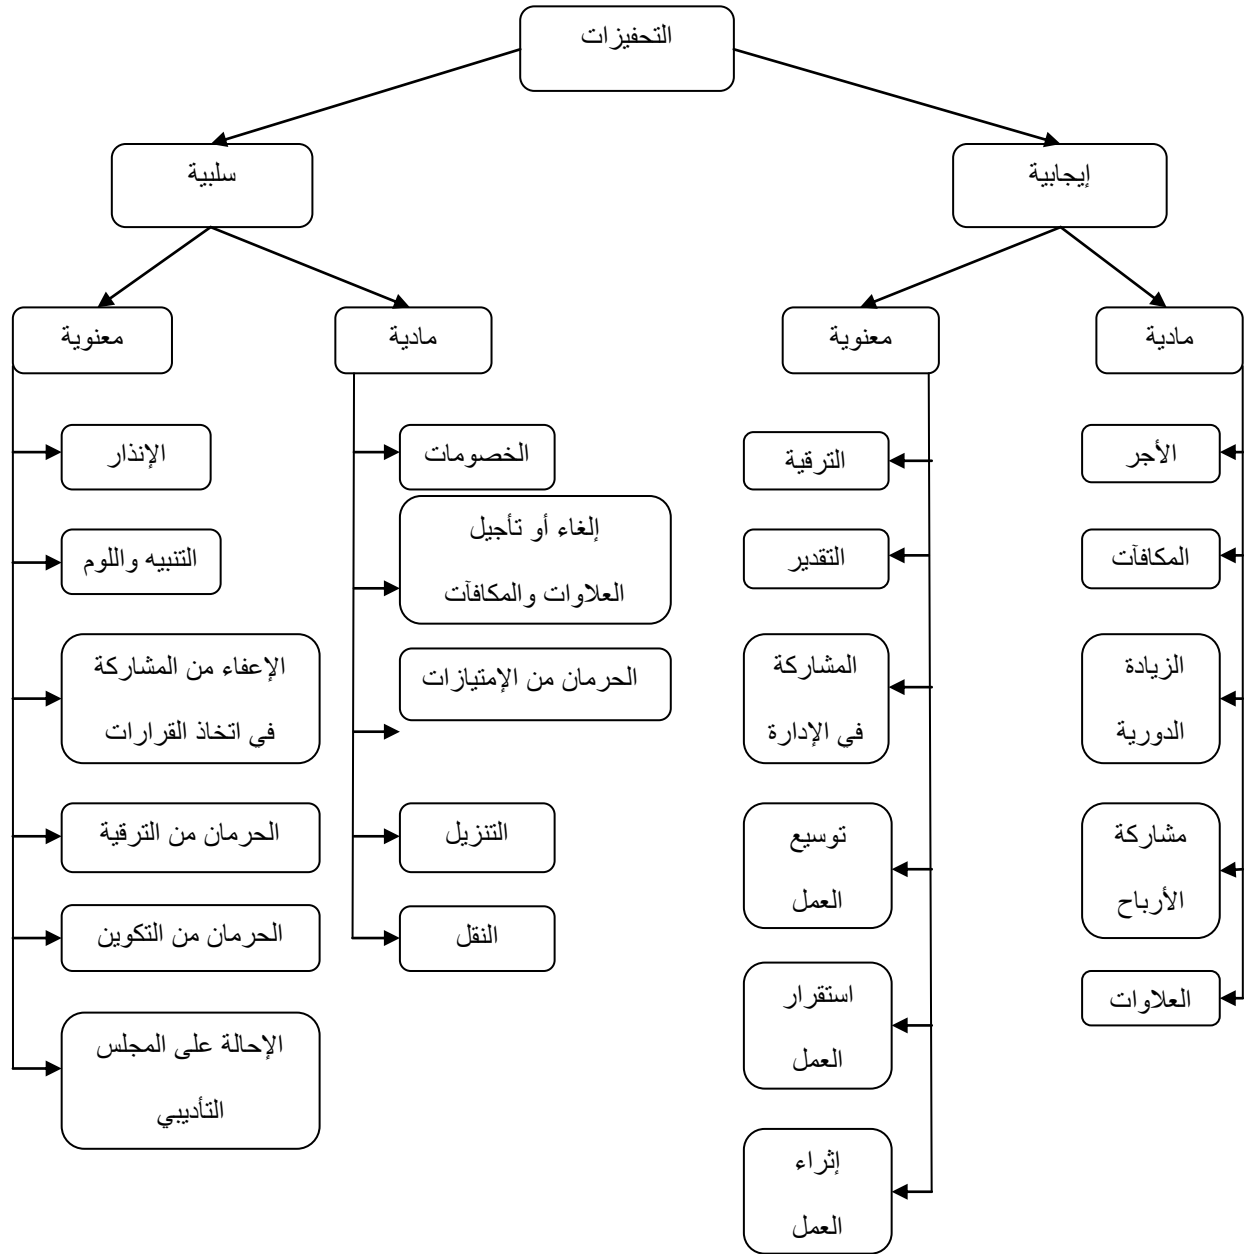 التحفيزات
إيجابية
سلبية
مادية
معنوية
مادية
معنوية
الأجر
المكافآت
الزيادة
الدورية
مشاركة
الأرباح
العلاوات
الترقية
التقدير
المشاركة
في الإدارة
توسيع
العمل
استقرار
العمل
إثراء
العمل
الخصومات
إلغاء أو تأجيل
العلاوات والمكافآت
الحرمان من الإمتيازات
التنزيل
النقل
الإنذار
التنبيه واللوم
الإعفاء من المشاركة
في اتخاذ القرارات
الحرمان من الترقية
الحرمان من التكوين
الإحالة على المجلس
التأديبي